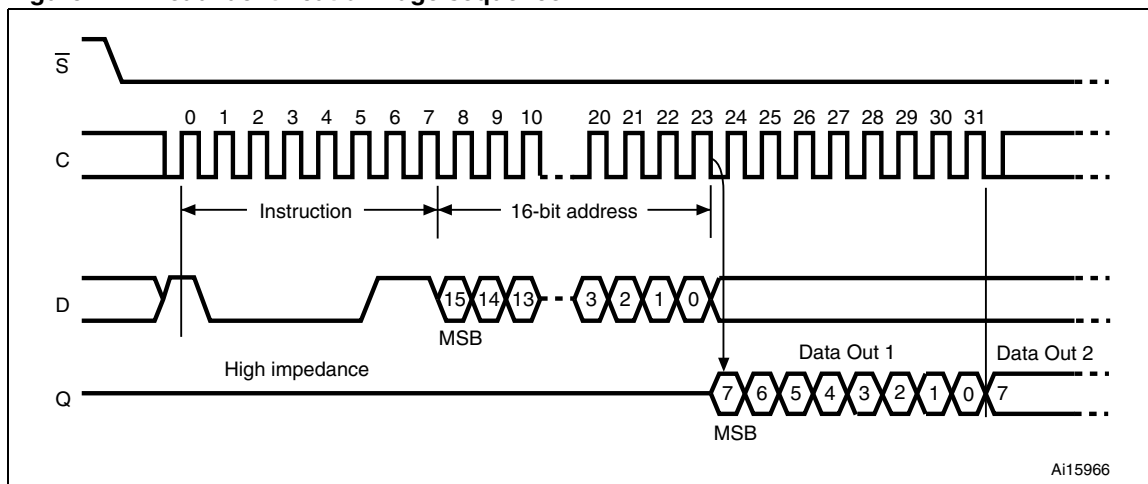 S
0 1 2 3 4 5 6 7 8 9 10 20 21 22 23 24 25 26 27 28 29 30 31
C
Instruction 16-bit address
D
15 14 13 3 2 1 0
MSB
High impedance
Data Out 1 Data Out 2
Q
7 6 5 4 3 2 1 0 7
MSB
Ai15966